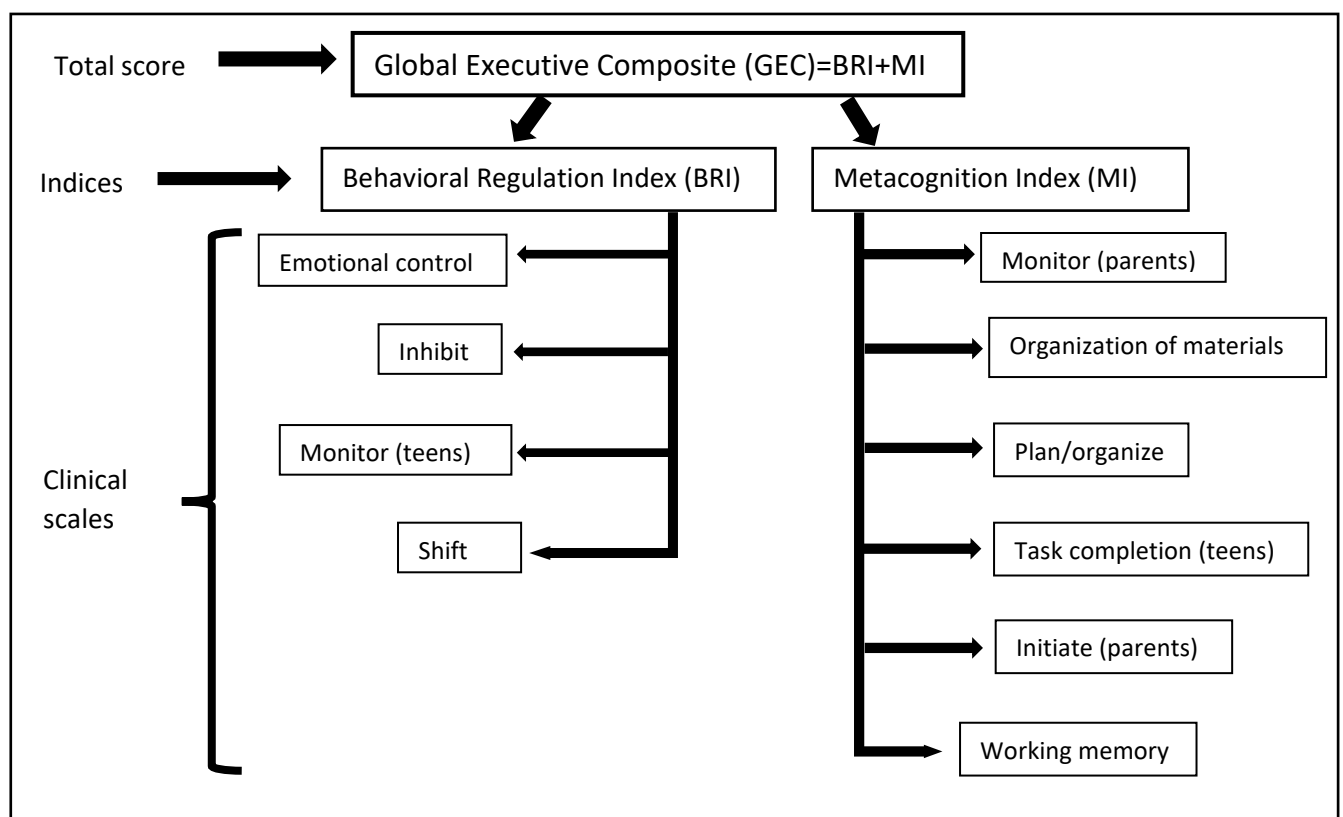 Total score
Global Executive Composite (GEC)=BRI+MI
Indices
Behavioral Regulation Index (BRI)
Metacognition Index (MI)
Clinical
scales
Emotional control
Inhibit
Monitor (teens)
Shift
Monitor (parents)
Organization of materials
Plan/organize
Task completion (teens)
Initiate (parents)
Working memory